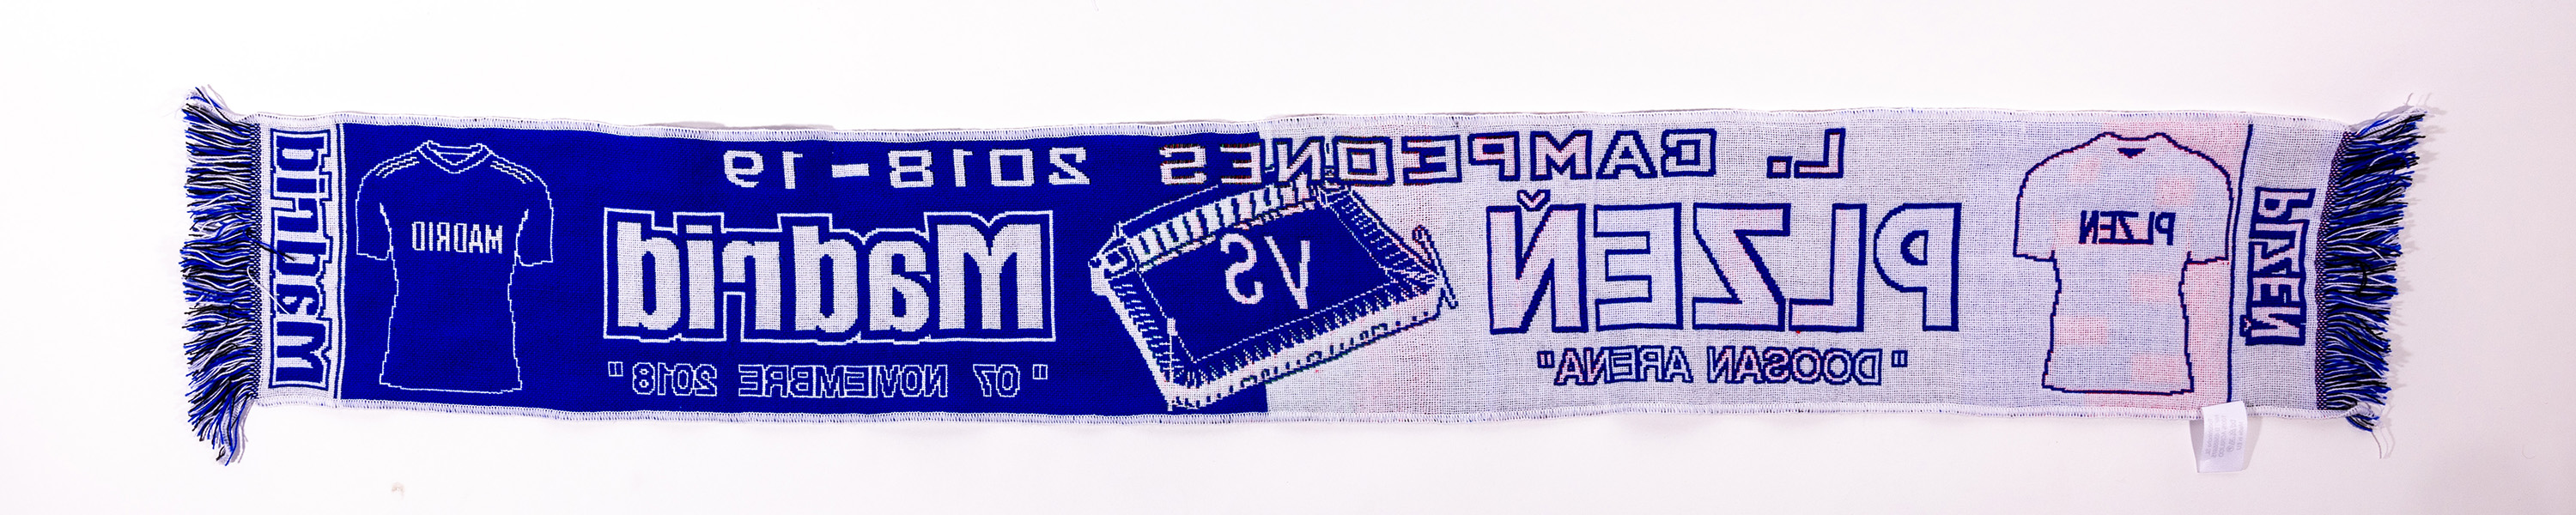 PLZEŇ
PLZEN
L. CAMPEONES 2018-19
PLZEŇ VS Madrid
"DOOSAN ARENA" "07 NOVIEMBRE 2018"
MADRID
Madrid